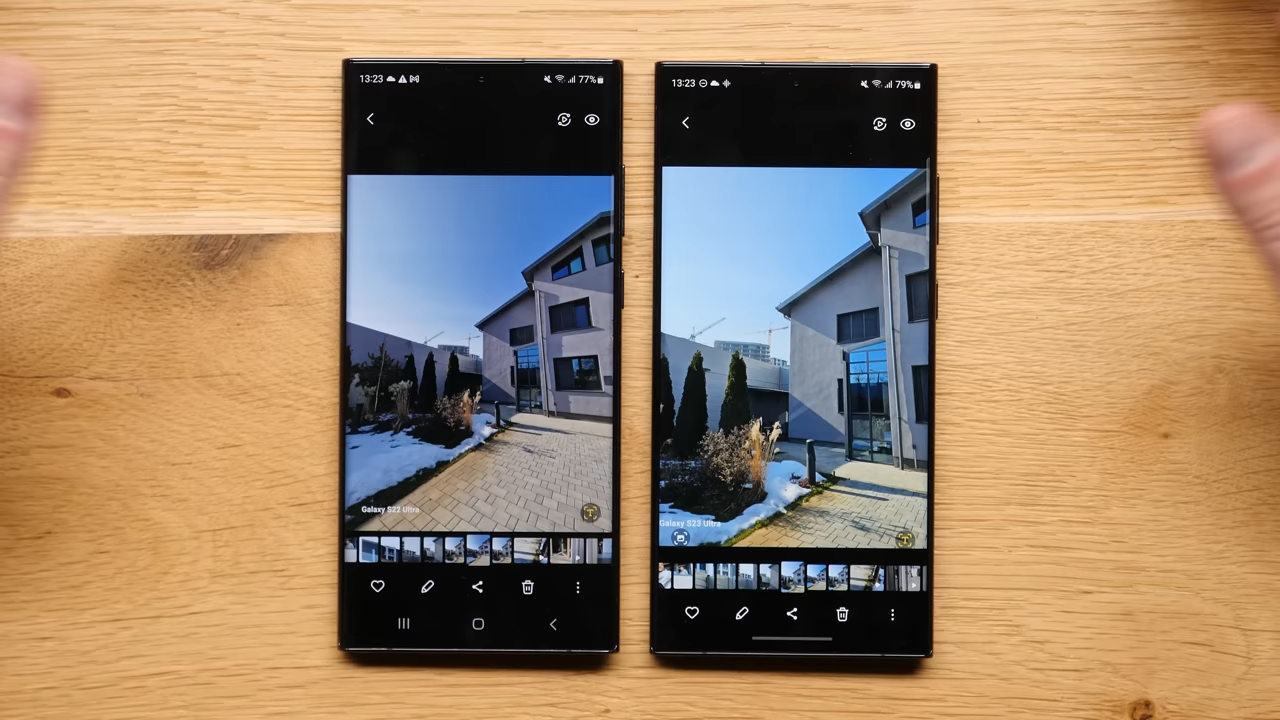 13:23
77%
Galaxy S22 Ultra
T
13:23
79%
Galaxy S23 Ultra
T